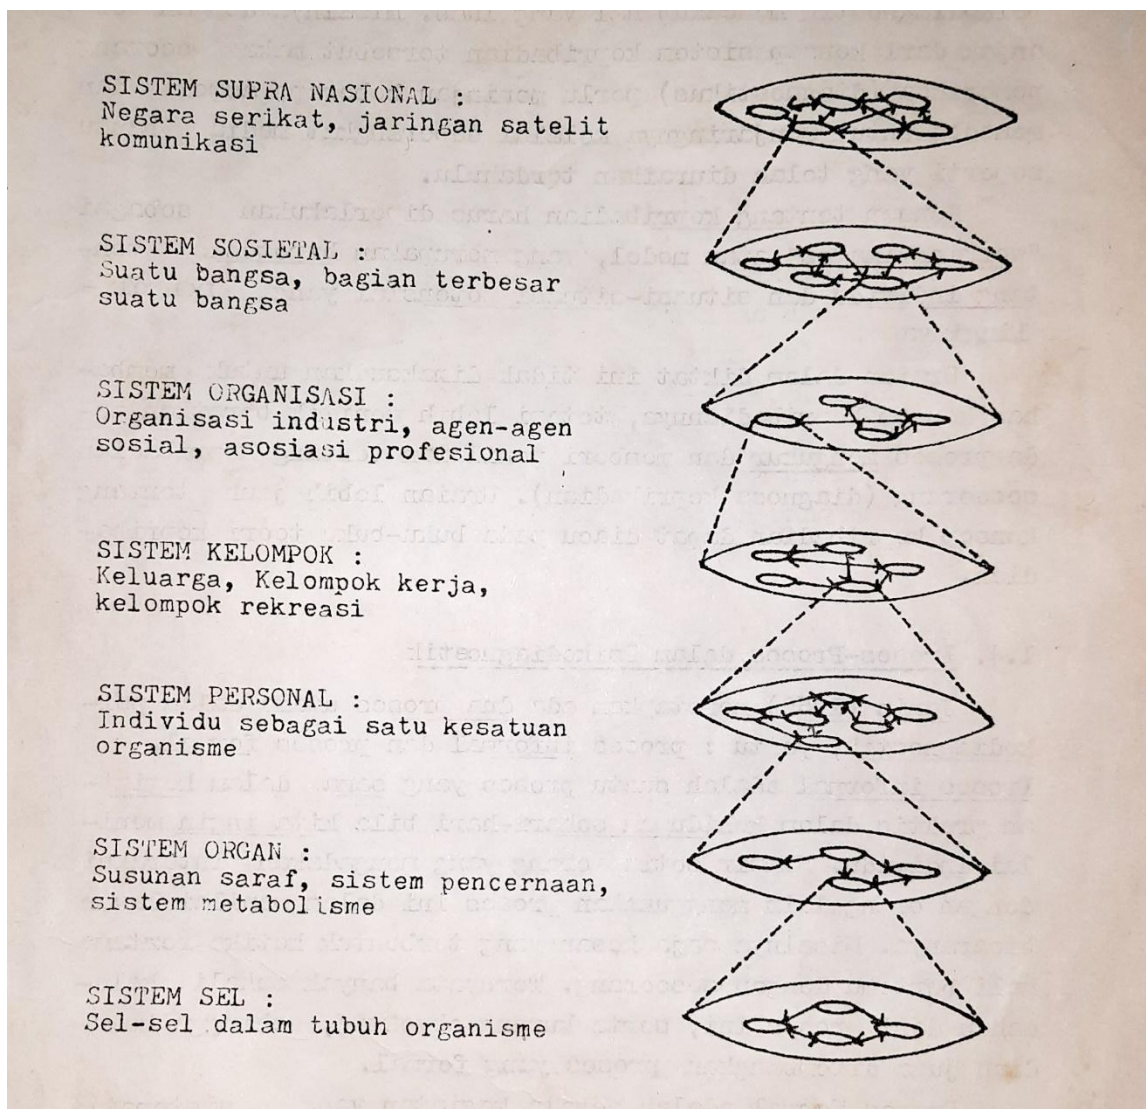 SISTEM SUPRA NASIONAL :
Negara serikat, jaringan satelit
komunikasi
SISTEM SOSIETAL :
Suatu bangsa, bagian terbesar
suatu bangsa
SISTEM ORGANISASI :
Organisasi industri, agen-agen
sosial, asosiasi profesional
SISTEM KELOMPOK :
Keluarga, Kelompok kerja,
kelompok rekreasi
SISTEM PERSONAL :
Individu sebagai satu kesatuan
organisme
SISTEM ORGAN :
Susunan saraf, sistem pencernaan,
sistem metabolisme
SISTEM SEL :
Sel-sel dalam tubuh organisme